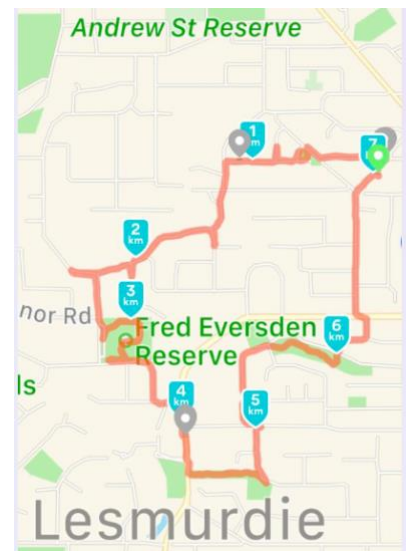 Andrew St Reserve
1
m
7
2
km
3
km
nor Rd
Fred Eversden
Reserve
6
km
ls
4
km
5
km
Lesmurdie